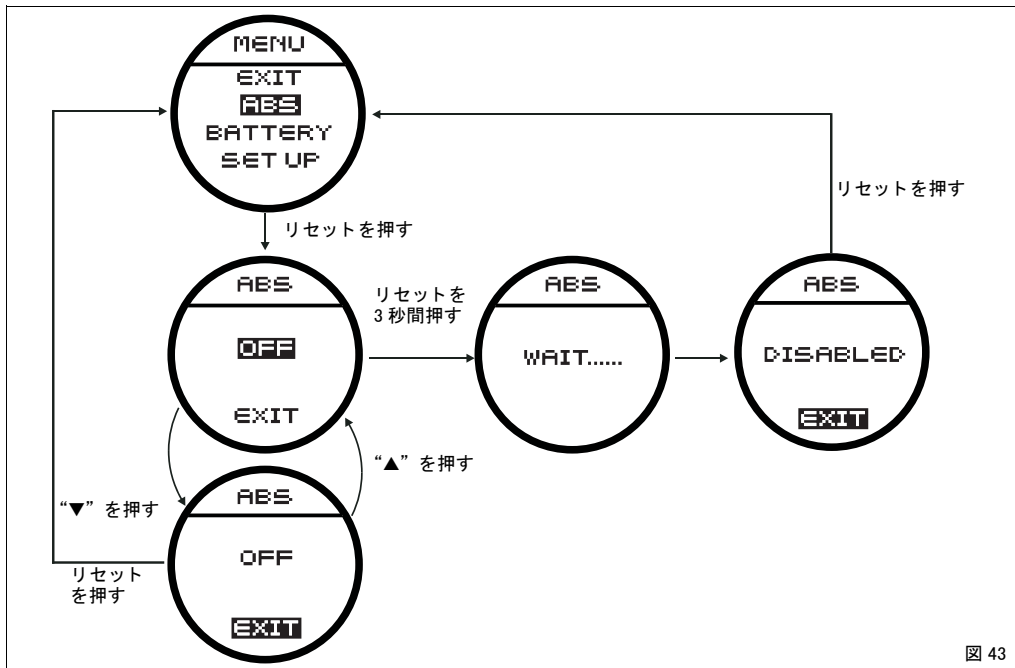 MENU
EXIT
ABS
BATTERY
SET UP
リセットを押す
リセットを押す
ABS
OFF
EXIT
リセットを
3 秒間押す
ABS
WAIT......
ABS
DISABLED
EXIT
“▲” を押す
“▼” を押す
ABS
OFF
EXIT
リセット
を押す
図 43